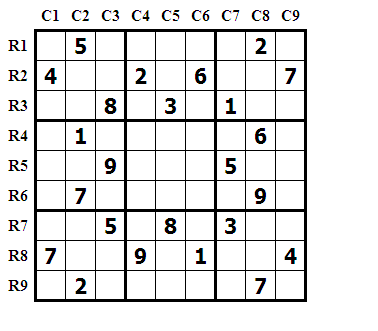 C1 C2 C3 C4 C5 C6 C7 C8 C9
R1 5 2
R2 4 2 6 7
R3 8 3 1
R4 1 6
R5 9 5
R6 7 9
R7 5 8 3
R8 7 9 1 4
R9 2 7